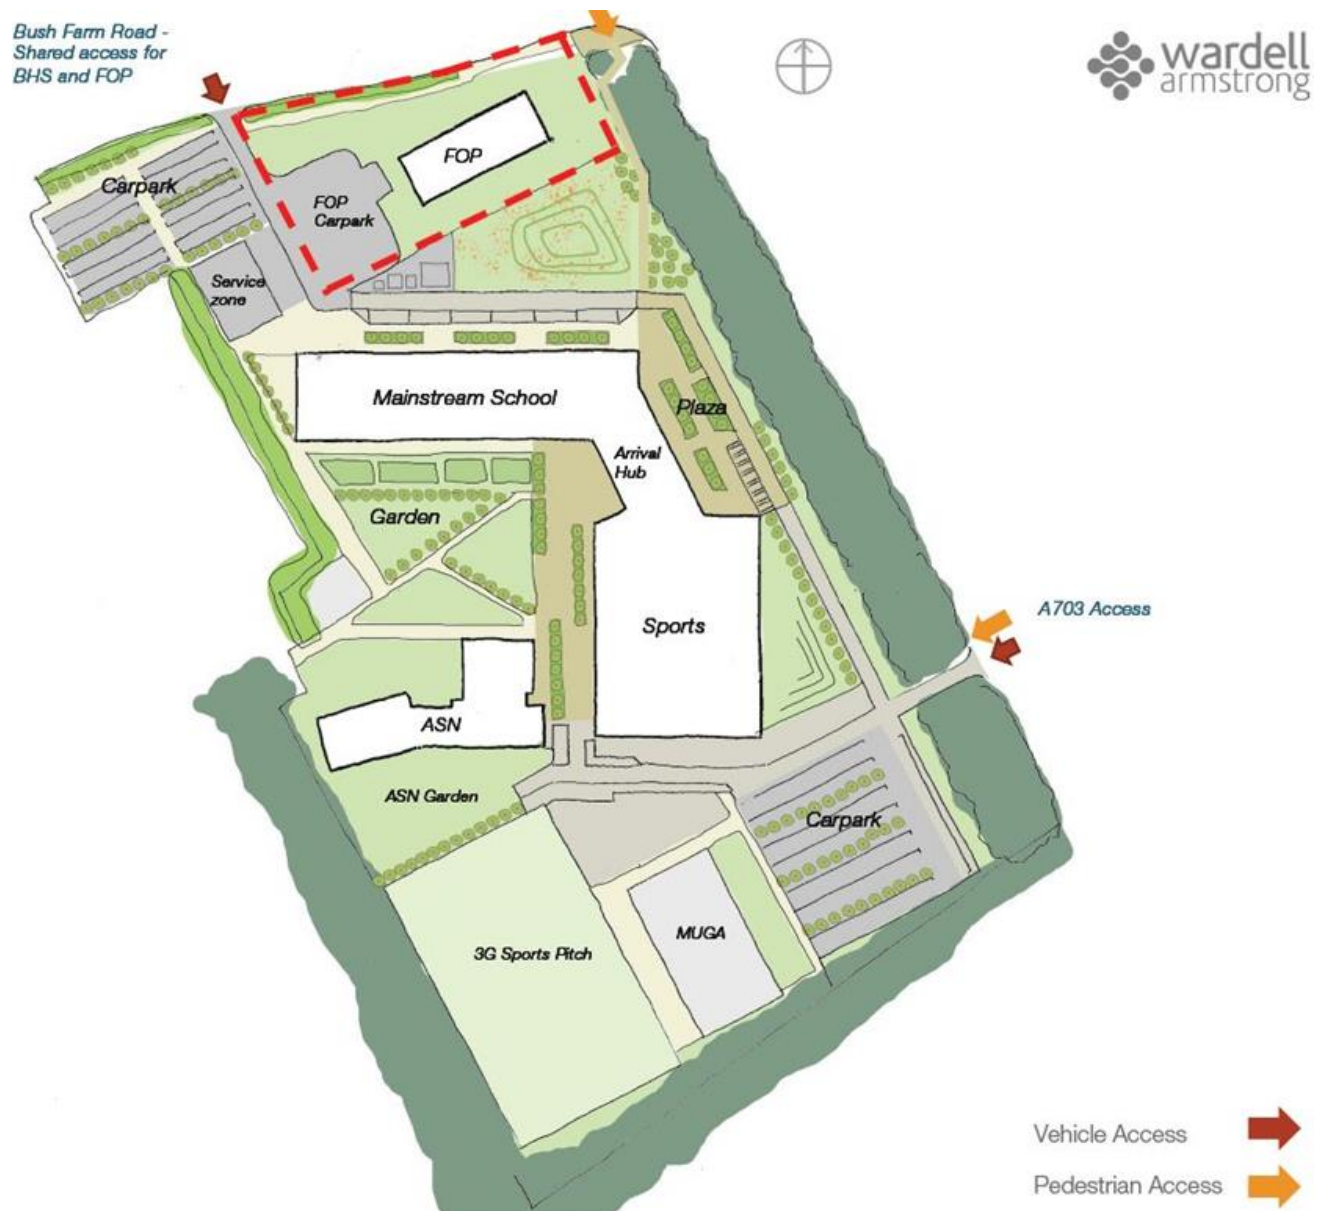 Bush Farm Road -
Shared access for
BHS and FOP
wardell
armstrong
FOP
Carpark
FOP
Carpark
Service
zone
Mainstream School
Plaza
Arrival
Hub
Garden
A703 Access
Sports
ASN
ASN Garden
Carpark
MUGA
3G Sports Pitch
Vehicle Access
Pedestrian Access